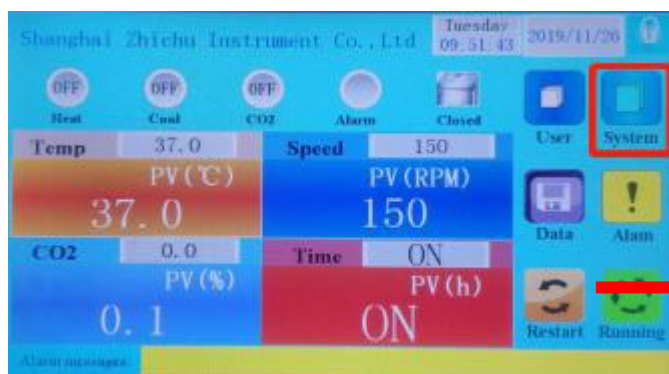 Shanghai Zhichu Instrument Co., Ltd
Tuesday
09:51:43
2019/11/26
OFF OFF OFF
Heat Cool CO2 Alarm Closed
User System
Temp 37.0 Speed 150
PV(℃) PV(RPM)
37.0 150
Data Alam
CO2 0.0 Time ON
PV(%) PV(h)
0.1 ON
Restart Running
Alarm messages: